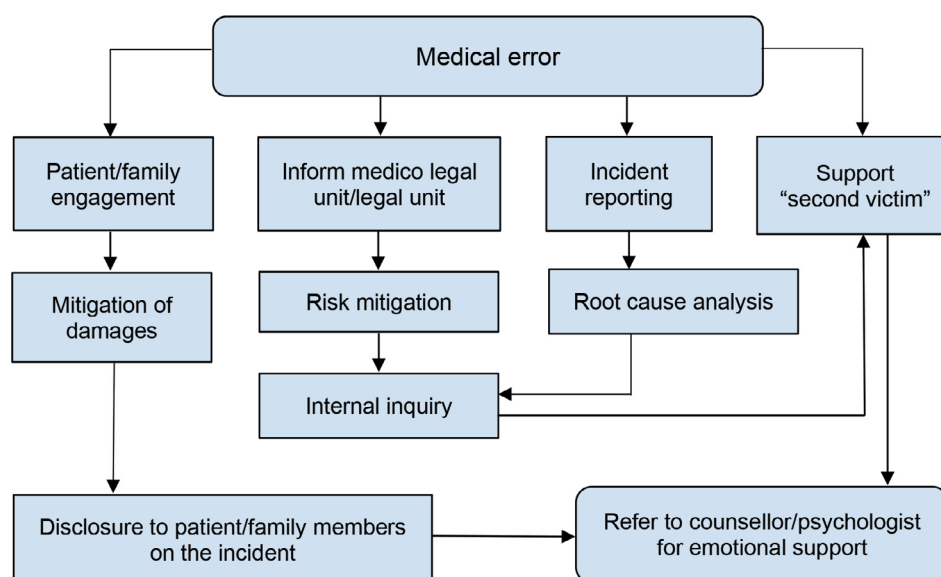 Medical error
Patient/family
engagement
Inform medico legal
unit/legal unit
Incident
reporting
Support
“second victim”
Mitigation of
damages
Risk mitigation
Root cause analysis
Internal inquiry
Disclosure to patient/family members
on the incident
Refer to counsellor/psychologist
for emotional support